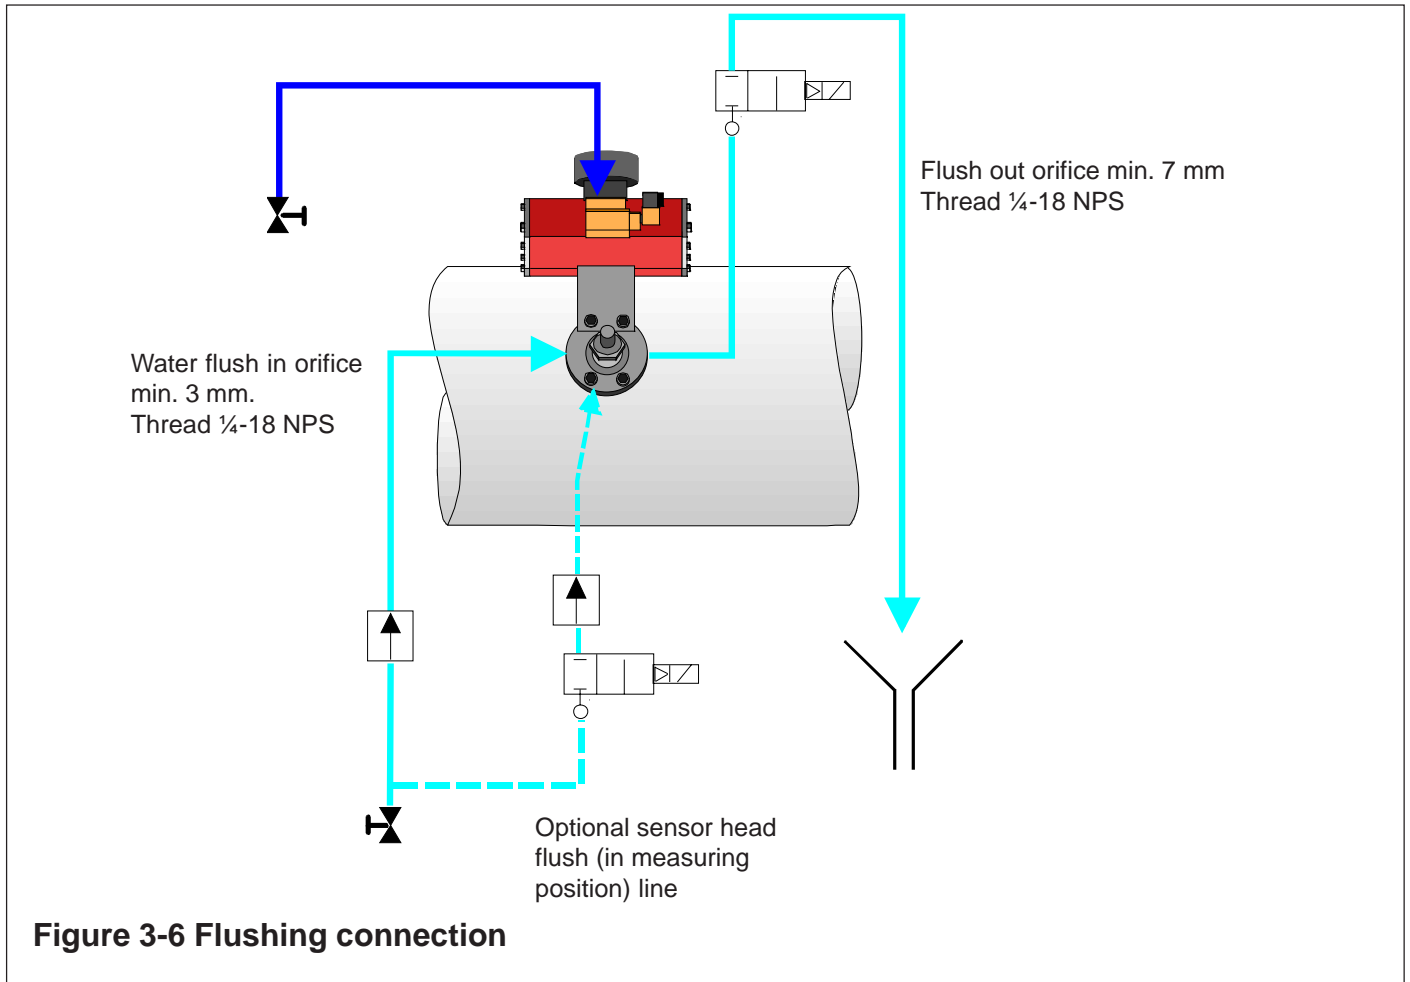 Flush out orifice min. 7 mm
Thread ¼-18 NPS
Water flush in orifice
min. 3 mm.
Thread ¼-18 NPS
Optional sensor head
flush (in measuring
position) line
Figure 3-6 Flushing connection